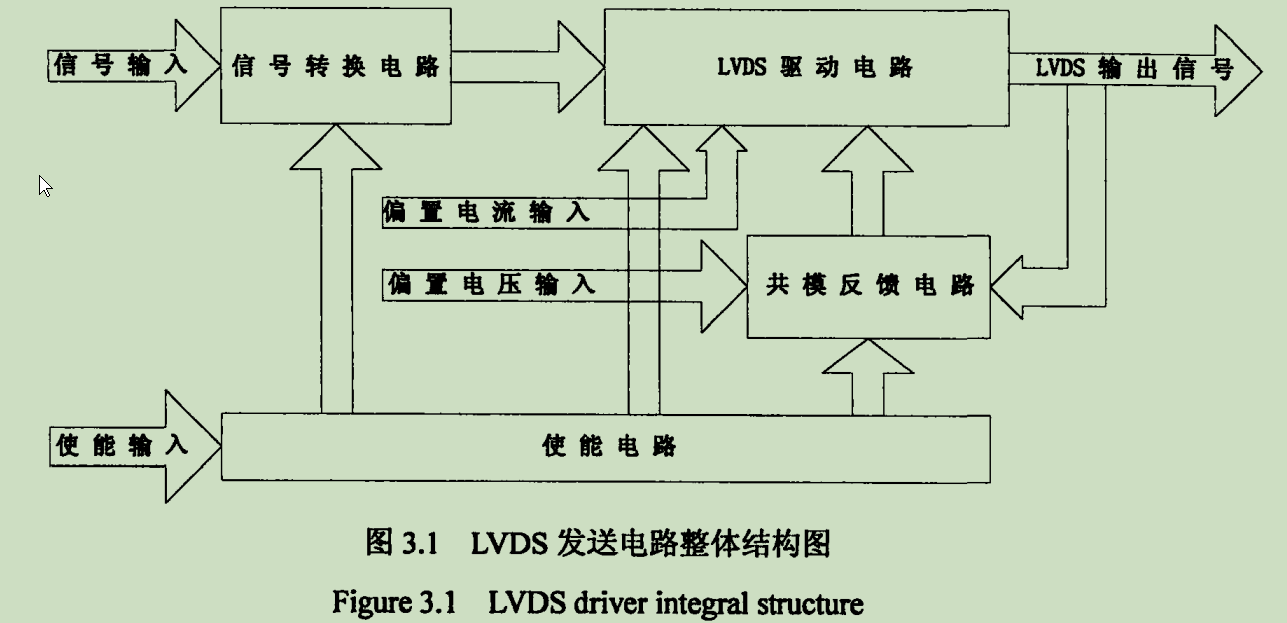 信号输入
信号转换电路
LVDS 驱动电路
LVDS 输出信号
偏置电流输入
偏置电压输入
共模反馈电路
使能输入
使能电路
图 3.1 LVDS 发送电路整体结构图
Figure 3.1 LVDS driver integral structure